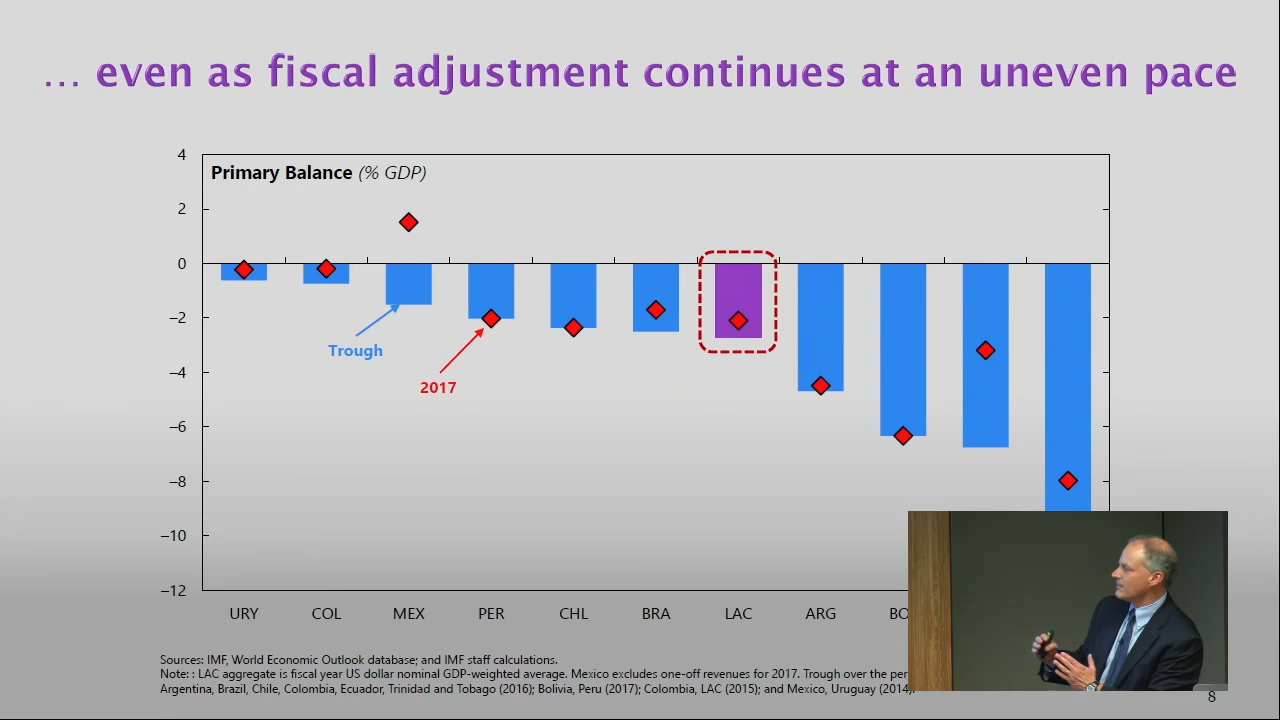 ... even as fiscal adjustment continues at an uneven pace
4
Primary Balance (% GDP)
2
0
−2
Trough
2017
−4
−6
−8
−10
−12
URY COL MEX PER CHL BRA LAC ARG
Sources: IMF, World Economic Outlook database; and IMF staff calculations.
Note: : LAC aggregate is fiscal year US dollar nominal GDP-weighted average. Mexico excludes one-off revenues for 2017. Trough over the
Argentina, Brazil, Chile, Colombia, Ecuador, Trinidad and Tobago (2016); Bolivia, Peru (2017); Colombia, LAC (2015); and Mexico, Uruguay (2014).
8